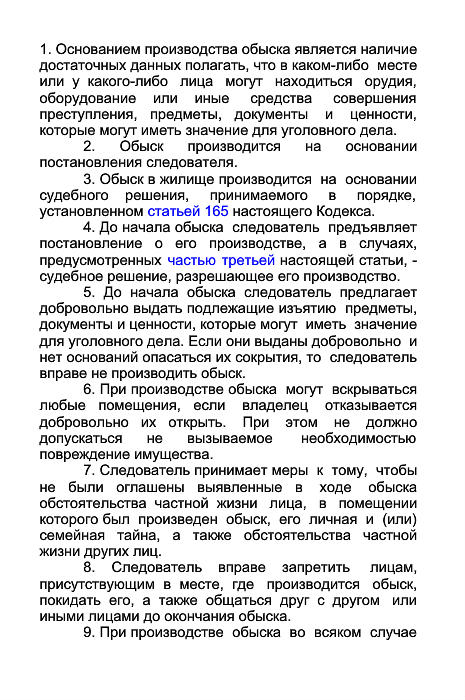 1. Основанием производства обыска является наличие
достаточных данных полагать, что в каком-либо месте
или у какого-либо лица могут находиться орудия,
оборудование или иные средства совершения
преступления, предметы, документы и ценности,
которые могут иметь значение для уголовного дела.
2. Обыск производится на основании
постановления следователя.
3. Обыск в жилище производится на основании
судебного решения, принимаемого в порядке,
установленном статьей 165 настоящего Кодекса.
4. До начала обыска следователь предъявляет
постановление о его производстве, а в случаях,
предусмотренных частью третьей настоящей статьи, -
судебное решение, разрешающее его производство.
5. До начала обыска следователь предлагает
добровольно выдать подлежащие изъятию предметы,
документы и ценности, которые могут иметь значение
для уголовного дела. Если они выданы добровольно и
нет оснований опасаться их сокрытия, то следователь
вправе не производить обыск.
6. При производстве обыска могут вскрываться
любые помещения, если владелец отказывается
добровольно их открыть. При этом не должно
допускаться не вызываемое необходимостью
повреждение имущества.
7. Следователь принимает меры к тому, чтобы
не были оглашены выявленные в ходе обыска
обстоятельства частной жизни лица, в помещении
которого был произведен обыск, его личная и (или)
семейная тайна, а также обстоятельства частной
жизни других лиц.
8. Следователь вправе запретить лицам,
присутствующим в месте, где производится обыск,
покидать его, а также общаться друг с другом или
иными лицами до окончания обыска.
9. При производстве обыска во всяком случае